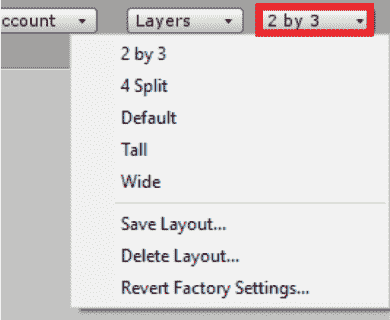 ccount Layers 2 by 3
2 by 3
4 Split
Default
Tall
Wide
Save Layout...
Delete Layout...
Revert Factory Settings...